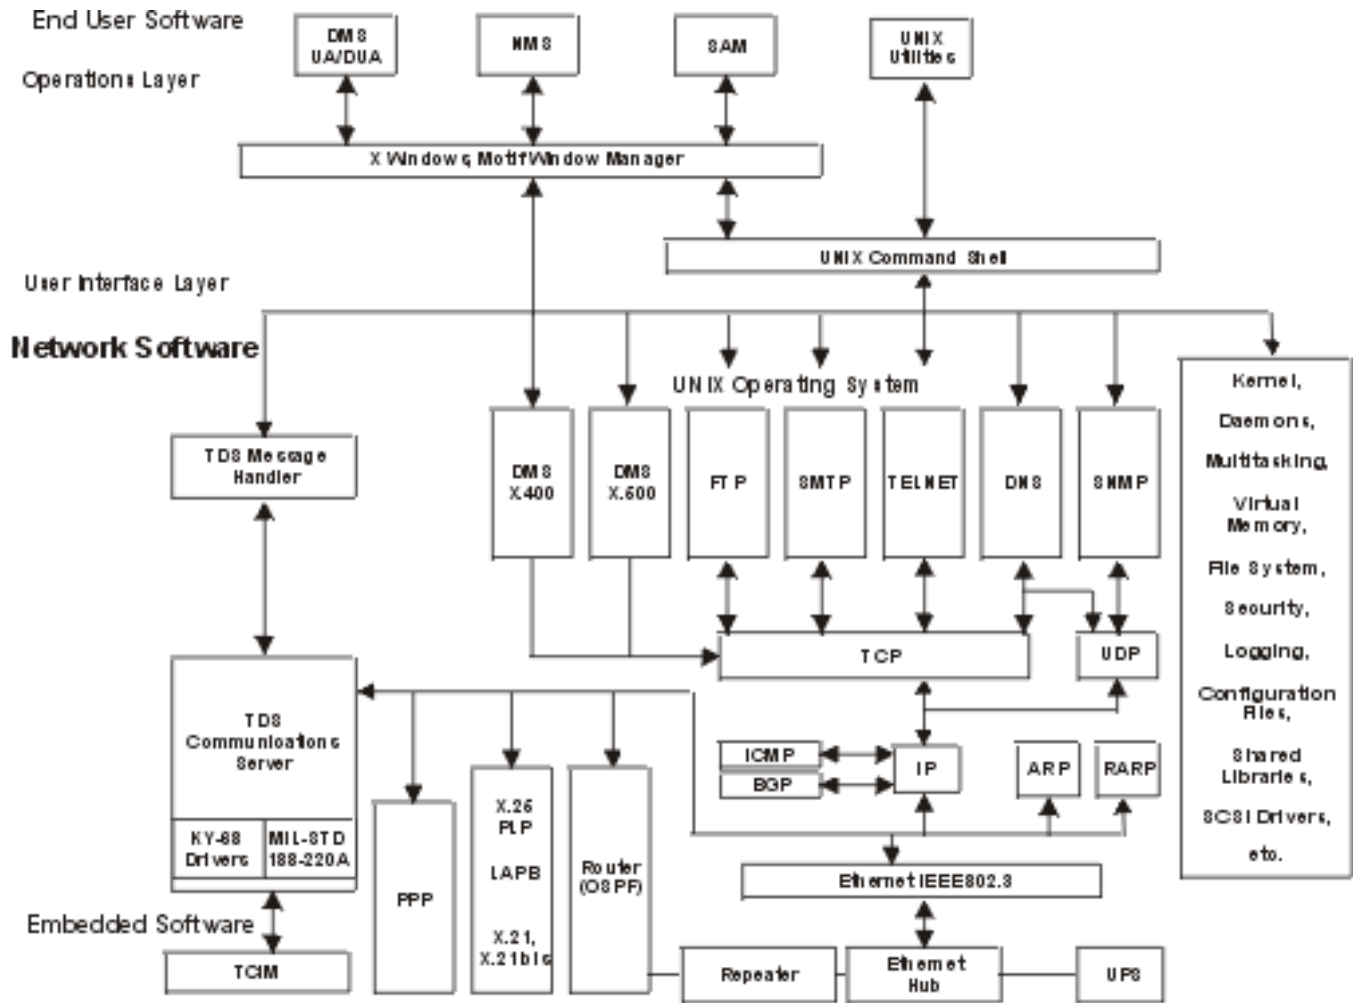 End User Software
DMS
UA/DUA
NMS
SAM
UNIX
Utilities
Operations Layer
X Windows, Motif Window Manager
UNIX Command Shell
User Interface Layer
Network Software
UNIX Operating System
TDS Message
Handler
DMS
X.400
DMS
X.500
FTP
SMTP
TELNET
DNS
SNMP
Kernel,
Daemons,
Multitasking,
Virtual
Memory,
File System,
Security,
Logging,
Configuration
Files,
Shared
Libraries,
SCSI Drivers,
etc.
TCP
UDP
TDS
Communications
Server
ICMP
BGP
IP
ARP
RARP
KY-68
Drivers
MIL-STD
188-220A
PPP
X.25
PLP
LAPB
X.21,
X.21bis
Router
(OSPF)
Ethernet IEEE802.3
Embedded Software
TCIM
Repeater
Ethernet
Hub
UPS